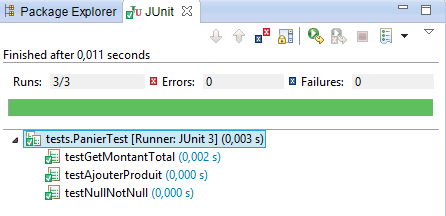 Package Explorer JUnit
Finished after 0,011 seconds
Runs: 3/3 Errors: 0 Failures: 0
tests.PanierTest [Runner: JUnit 3] (0,003 s)
testGetMontantTotal (0,002 s)
testAjouterProduit (0,000 s)
testNullNotNull (0,000 s)